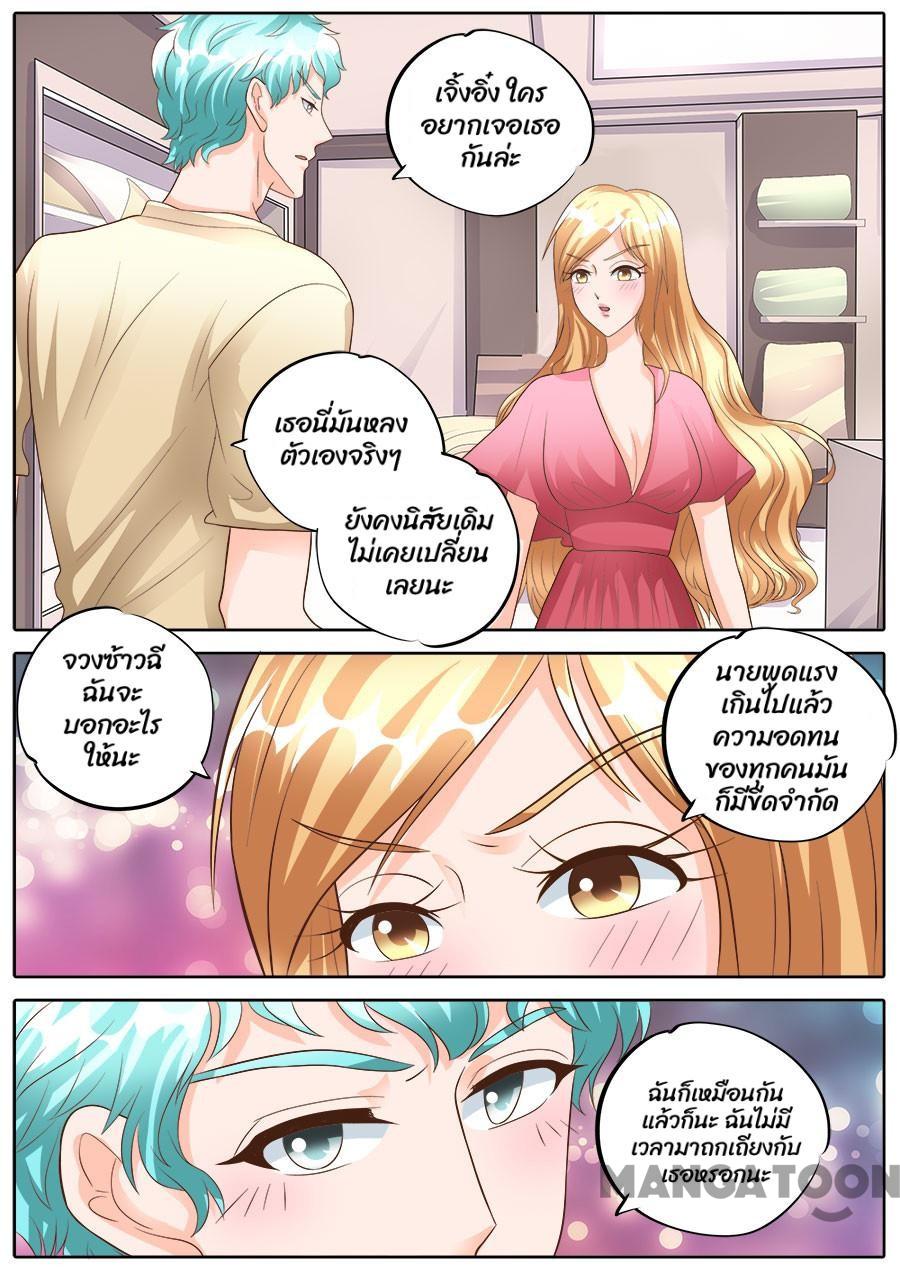 เจิ้งอิ๋ง ใคร
อยากเจอเธอ
กันล่ะ
เธอนี่มันหลง
ตัวเองจริงๆ
ยังคงนิสัยเดิม
ไม่เคยเปลี่ยน
เลยนะ
จวงซ้าวฉี
ฉันจะ
บอกอะไร
ให้นะ
นายพูดแรง
เกินไปแล้ว
ความอดทน
ของทุกคนมัน
ก็มีขีดจำกัด
ฉันก็เหมือนกัน
แล้วก็นะ ฉันไม่มี
เวลามาถกเถียงกับ
เธอหรอกนะ
MANGATOON